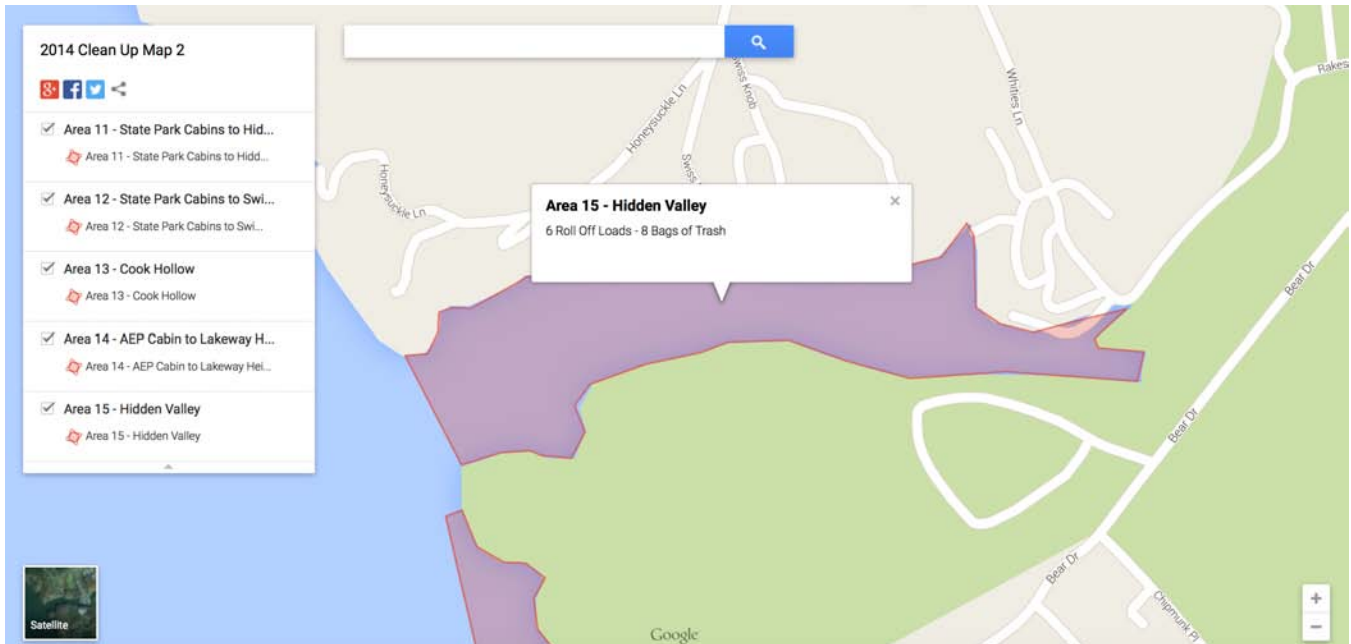 2014 Clean Up Map 2
Area 11 - State Park Cabins to Hid...
Area 11 - State Park Cabins to Hidd...
Area 12 - State Park Cabins to Swi...
Area 12 - State Park Cabins to Swi...
Area 13 - Cook Hollow
Area 13 - Cook Hollow
Area 14 - AEP Cabin to Lakeway H...
Area 14 - AEP Cabin to Lakeway Hei...
Area 15 - Hidden Valley
Area 15 - Hidden Valley
Satellite
Area 15 - Hidden Valley
6 Roll Off Loads - 8 Bags of Trash
Honeysuckle Ln
Honeysuckle Ln
Swiss Knob
Swiss
Whities Ln
Rakes
Bear Dr
Bear Dr
Bear Dr
Chipmunk Pl
Google